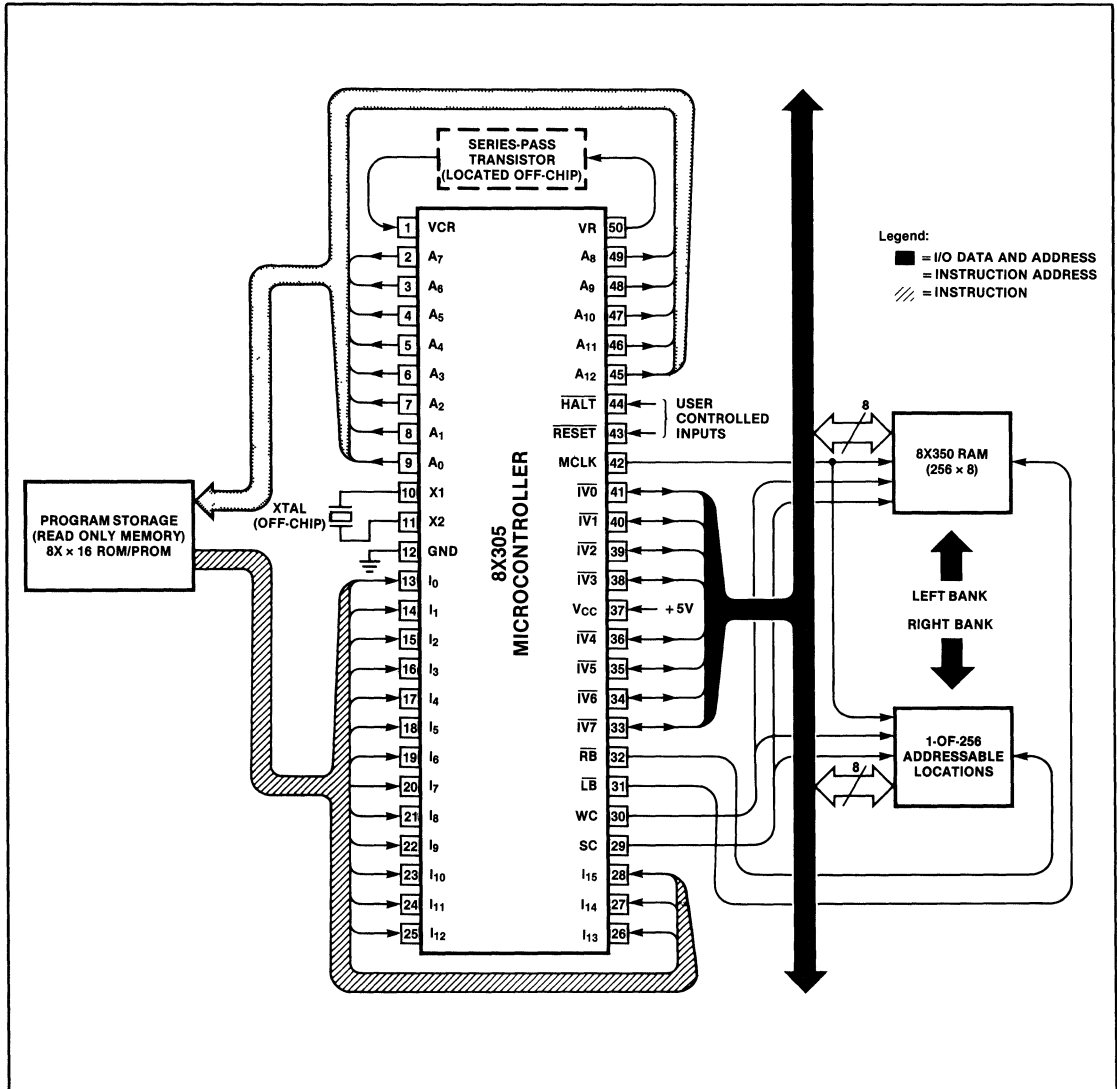 SERIES-PASS
TRANSISTOR
(LOCATED OFF-CHIP)
1 VCR
VR 50
2 A7
A8 49
3 A6
A9 48
4 A5
A10 47
5 A4
A11 46
6 A3
A12 45
7 A2
HALT 44
8 A1
RESET 43
USER
CONTROLLED
INPUTS
9 A0
MCLK 42
10 X1
IV0 41
XTAL
(OFF-CHIP)
11 X2
IV1 40
12 GND
IV2 39
13 I0
IV3 38
14 I1
VCC 37 +5V
15 I2
IV4 36
16 I3
IV5 35
17 I4
IV6 34
18 I5
IV7 33
19 I6
RB 32
20 I7
LB 31
21 I8
WC 30
22 I9
SC 29
23 I10
I15 28
24 I11
I14 27
25 I12
I13 26
8X305
MICROCONTROLLER
PROGRAM STORAGE
(READ ONLY MEMORY)
8X × 16 ROM/PROM
Legend:
= I/O DATA AND ADDRESS
= INSTRUCTION ADDRESS
= INSTRUCTION
8
8X350 RAM
(256 × 8)
LEFT BANK
RIGHT BANK
8
1-OF-256
ADDRESSABLE
LOCATIONS